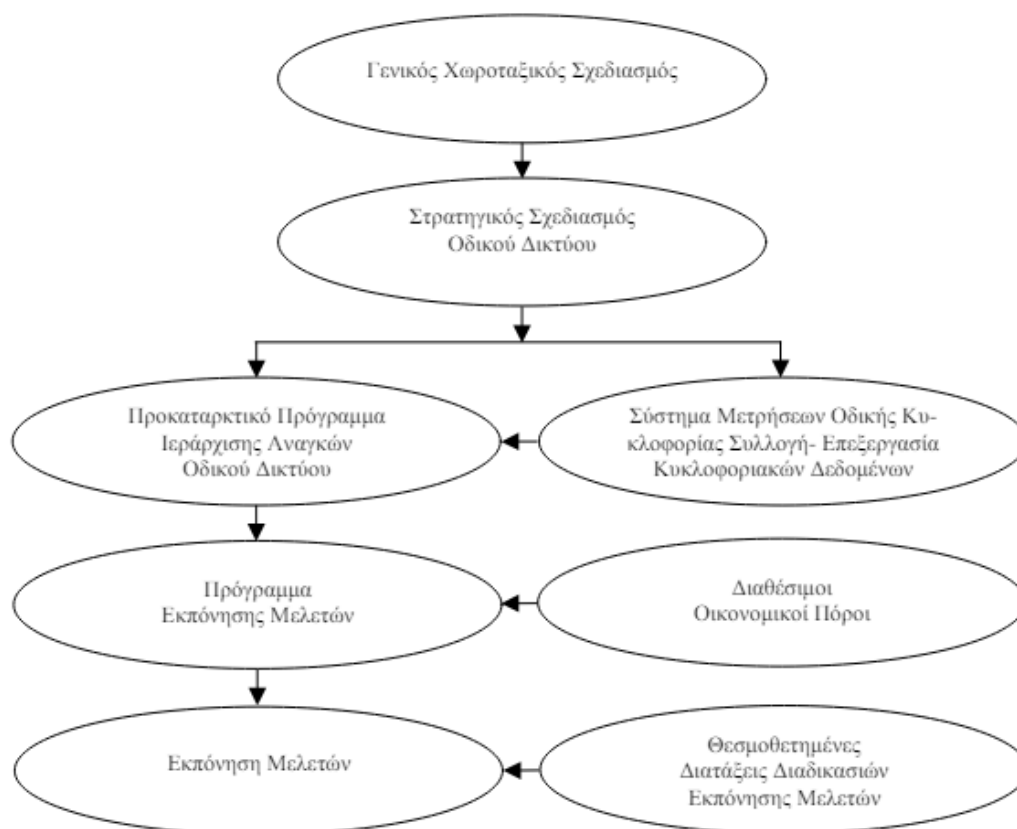 Γενικός Χωροταξικός Σχεδιασμός
Στρατηγικός Σχεδιασμός
Οδικού Δικτύου
Προκαταρκτικό Πρόγραμμα
Ιεράρχισης Αναγκών
Οδικού Δικτύου
Σύστημα Μετρήσεων Οδικής Κυ-
κλοφορίας Συλλογή- Επεξεργασία
Κυκλοφοριακών Δεδομένων
Πρόγραμμα
Εκπόνησης Μελετών
Διαθέσιμοι
Οικονομικοί Πόροι
Εκπόνηση Μελετών
Θεσμοθετημένες
Διατάξεις Διαδικασιών
Εκπόνησης Μελετών